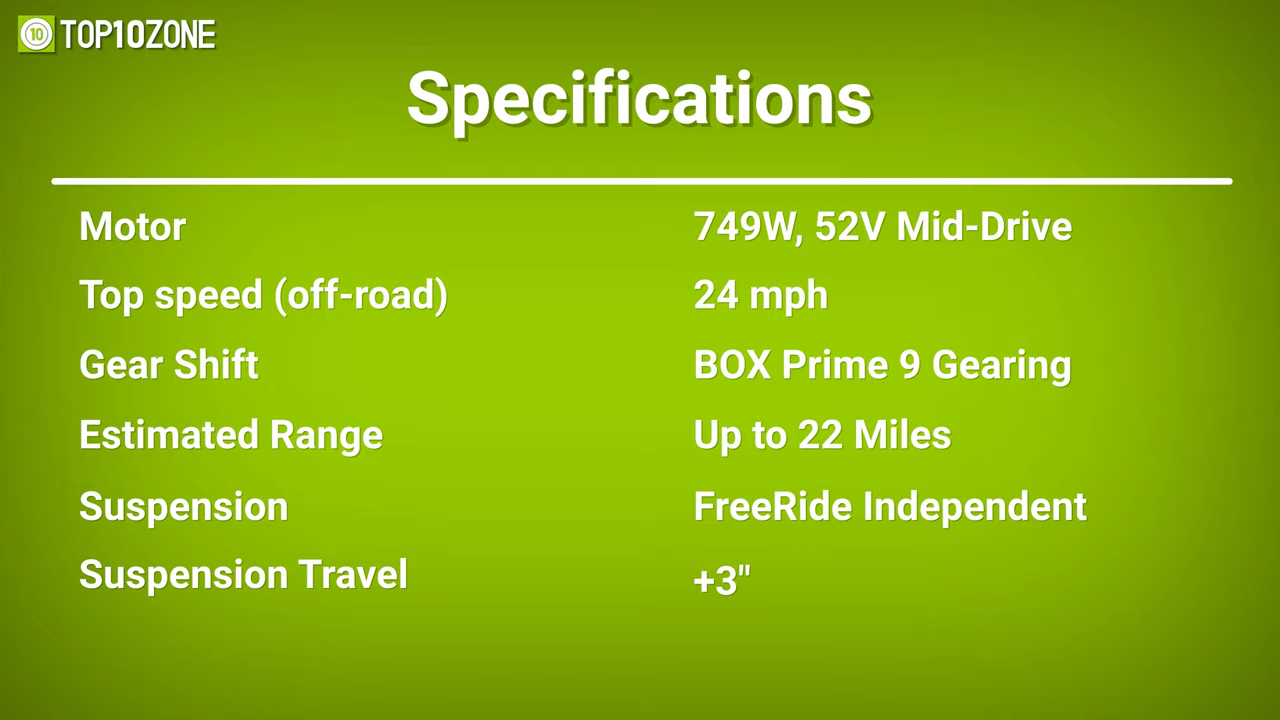 TOP10ZONE
Specifications
Motor 749W, 52V Mid-Drive
Top speed (off-road) 24 mph
Gear Shift BOX Prime 9 Gearing
Estimated Range Up to 22 Miles
Suspension FreeRide Independent
Suspension Travel +3"